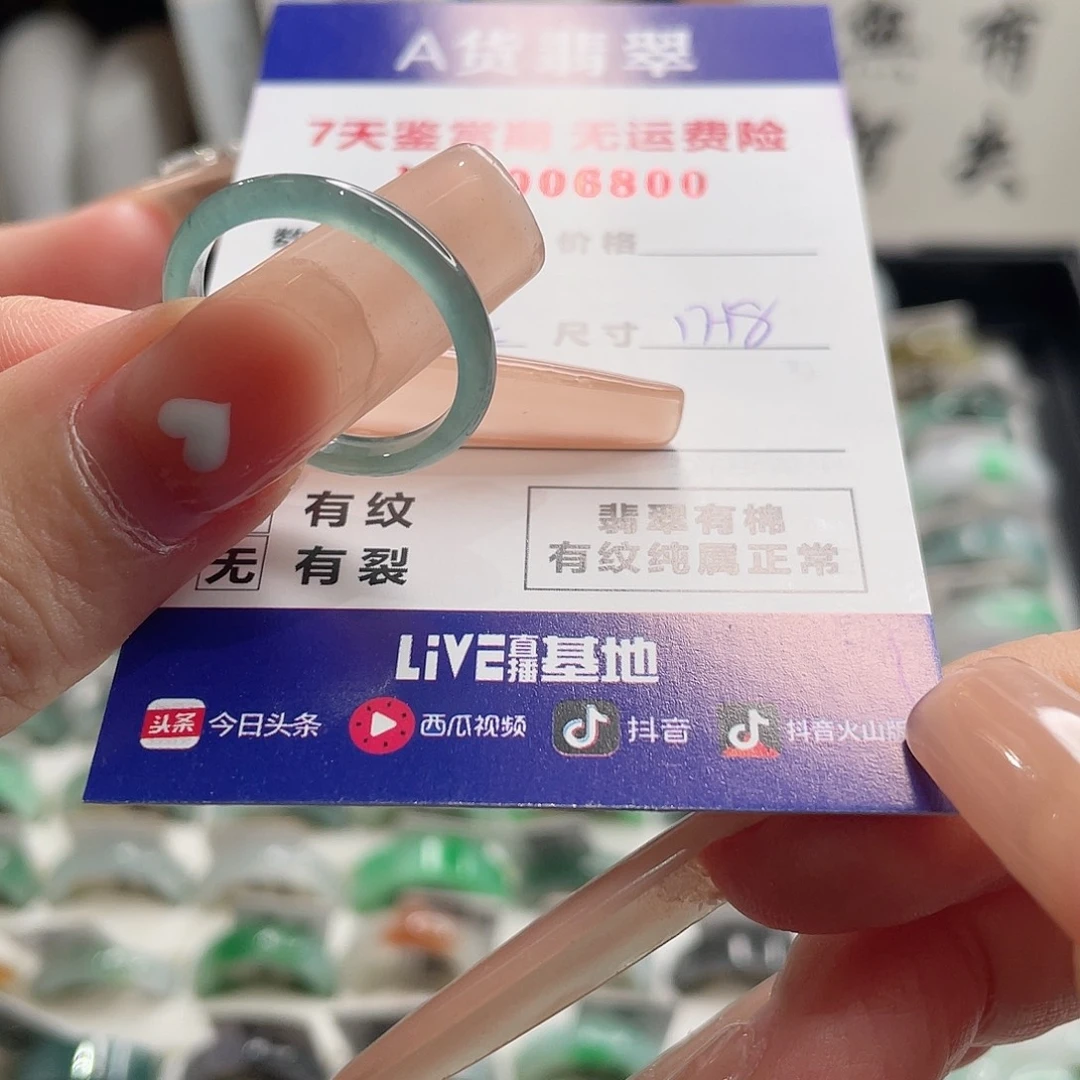 A货翡翠
7天鉴赏期 无运费险
006800
价格
尺寸
有纹
无 有裂
翡翠有棉
有纹纯属正常
LiVE直播基地
头条 今日头条 西瓜视频 抖音 抖音火山版
有
失